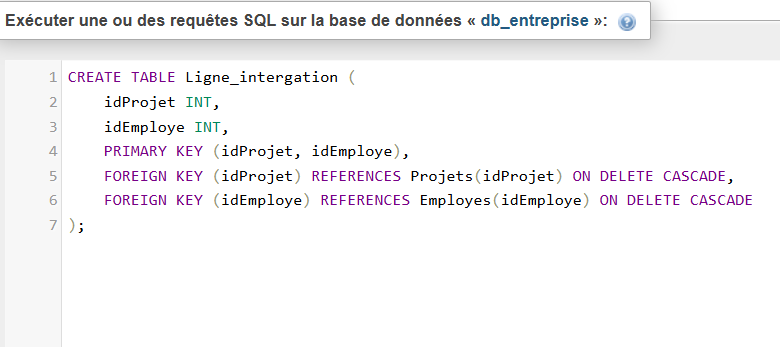 Exécuter une ou des requêtes SQL sur la base de données « db_entreprise »:
1 CREATE TABLE Ligne_intergation (
2 idProjet INT,
3 idEmploye INT,
4 PRIMARY KEY (idProjet, idEmploye),
5 FOREIGN KEY (idProjet) REFERENCES Projets(idProjet) ON DELETE CASCADE,
6 FOREIGN KEY (idEmploye) REFERENCES Employes(idEmploye) ON DELETE CASCADE
7 );